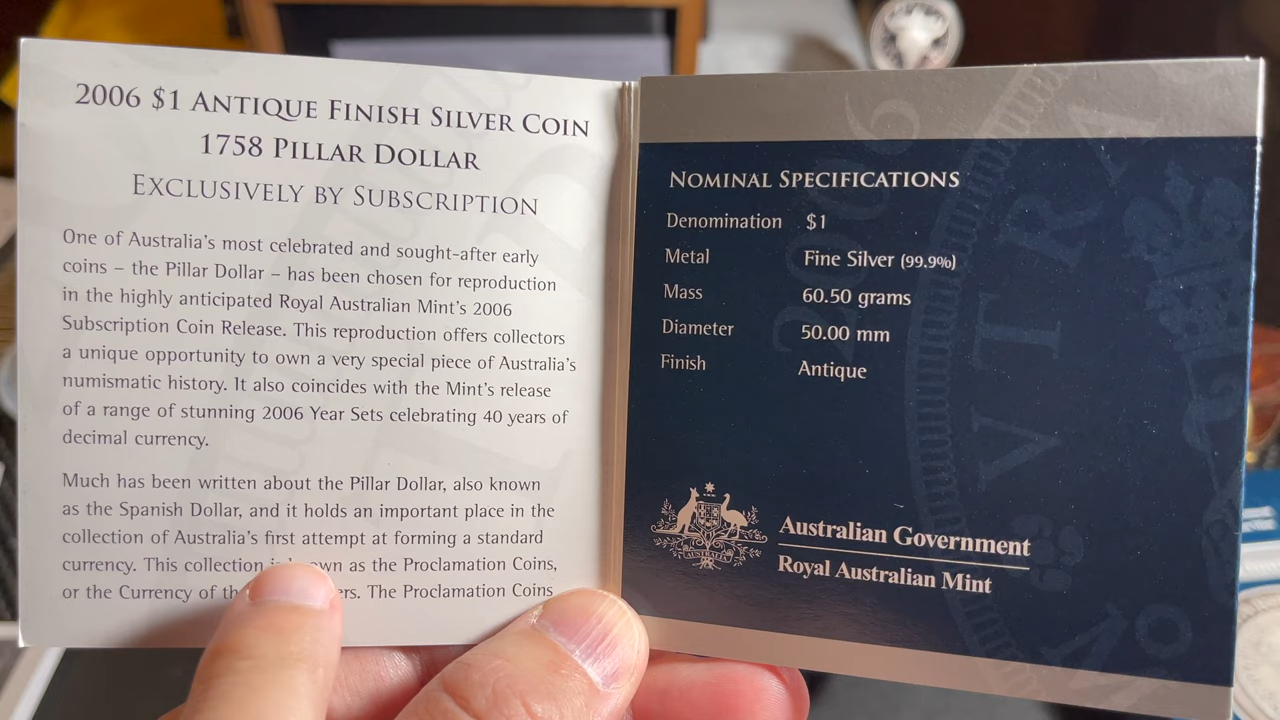 2006 $1 Antique Finish Silver Coin
1758 Pillar Dollar
Exclusively by Subscription
One of Australia's most celebrated and sought-after early
coins – the Pillar Dollar – has been chosen for reproduction
in the highly anticipated Royal Australian Mint's 2006
Subscription Coin Release. This reproduction offers collectors
a unique opportunity to own a very special piece of Australia's
numismatic history. It also coincides with the Mint's release
of a range of stunning 2006 Year Sets celebrating 40 years of
decimal currency.
Much has been written about the Pillar Dollar, also known
as the Spanish Dollar, and it holds an important place in the
collection of Australia's first attempt at forming a standard
currency. This collection as the Proclamation Coins,
or the Currency of The Proclamation Coins
Nominal Specifications
Denomination $1
Metal Fine Silver (99.9%)
Mass 60.50 grams
Diameter 50.00 mm
Finish Antique
AUSTRALIA
Australian Government
Royal Australian Mint
2006
VTRA